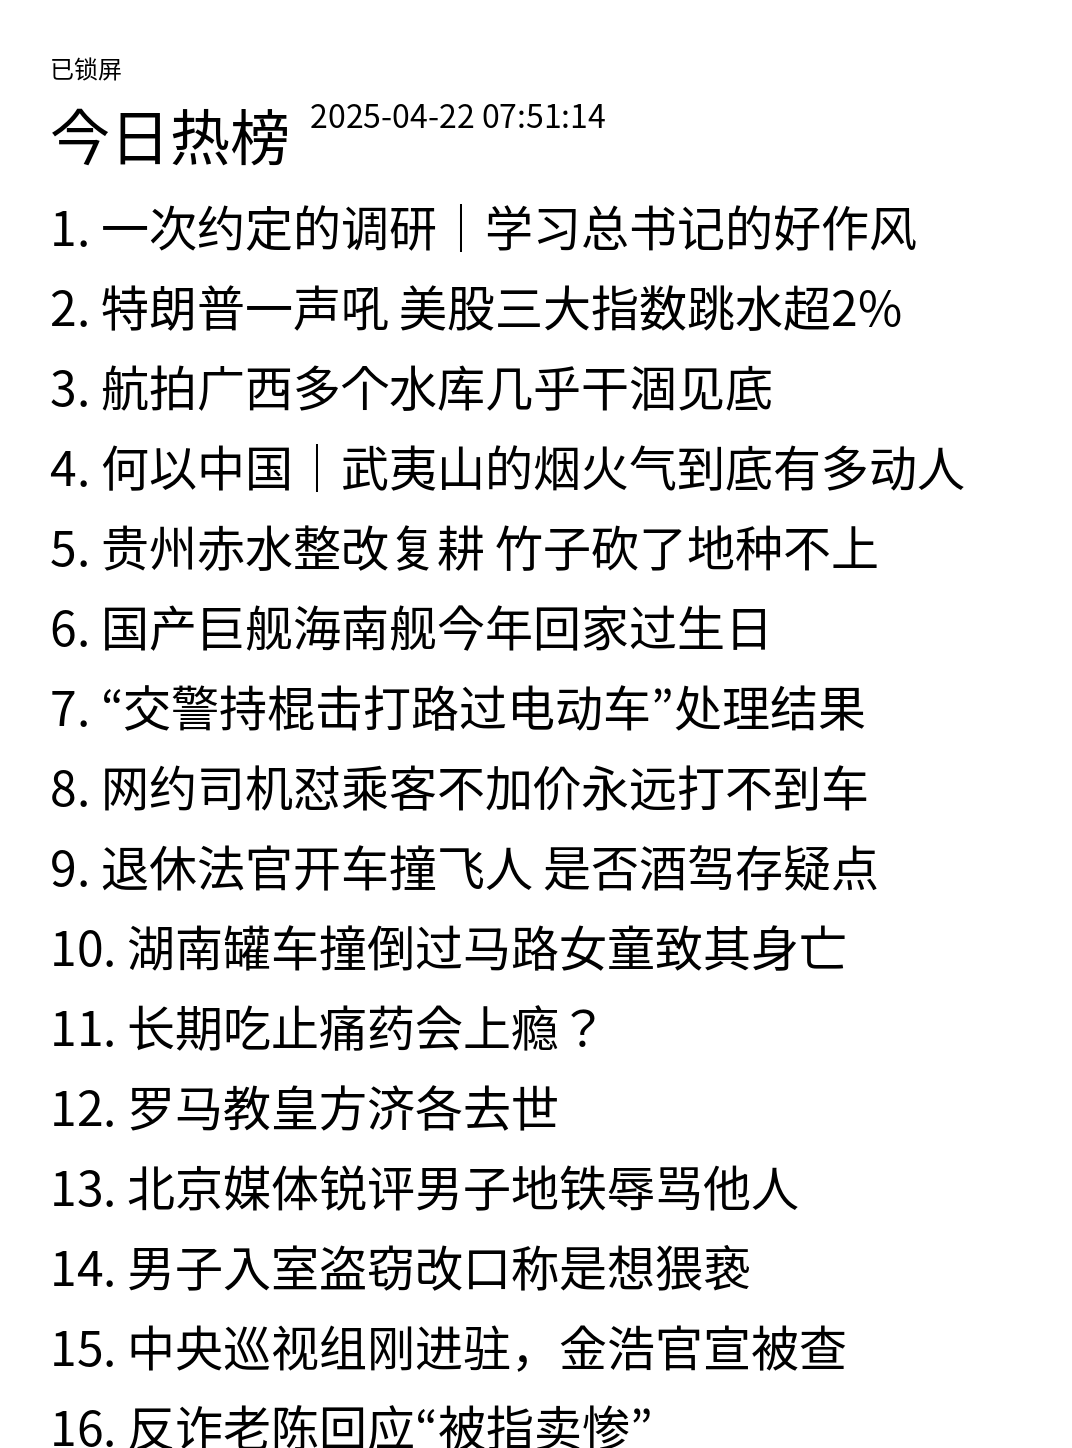 已锁屏
今日热榜 2025-04-22 07:51:14
1. 一次约定的调研｜学习总书记的好作风
2. 特朗普一声吼 美股三大指数跳水超2%
3. 航拍广西多个水库几乎干涸见底
4. 何以中国｜武夷山的烟火气到底有多动人
5. 贵州赤水整改复耕 竹子砍了地种不上
6. 国产巨舰海南舰今年回家过生日
7. “交警持棍击打路过电动车”处理结果
8. 网约司机怼乘客不加价永远打不到车
9. 退休法官开车撞飞人 是否酒驾存疑点
10. 湖南罐车撞倒过马路女童致其身亡
11. 长期吃止痛药会上瘾？
12. 罗马教皇方济各去世
13. 北京媒体锐评男子地铁辱骂他人
14. 男子入室盗窃改口称是想猥亵
15. 中央巡视组刚进驻，金浩官宣被查
16. 反诈老陈回应“被指卖惨”